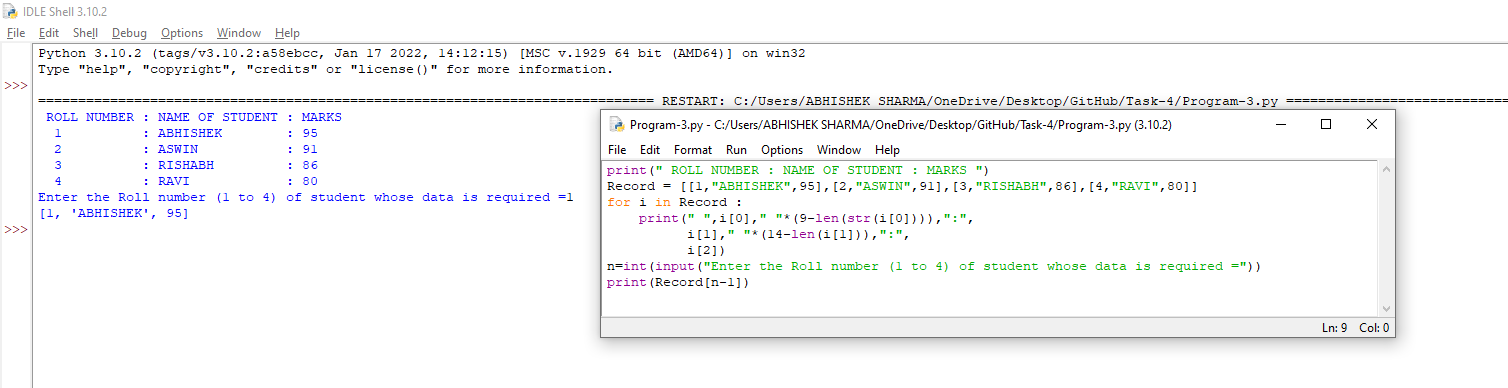 IDLE Shell 3.10.2
File Edit Shell Debug Options Window Help
Python 3.10.2 (tags/v3.10.2:a58ebcc, Jan 17 2022, 14:12:15) [MSC v.1929 64 bit (AMD64)] on win32
Type "help", "copyright", "credits" or "license()" for more information.
>>>
============================= RESTART: C:/Users/ABHISHEK SHARMA/OneDrive/Desktop/GitHub/Task-4/Program-3.py =============================
 ROLL NUMBER : NAME OF STUDENT : MARKS
  1          : ABHISHEK        : 95
  2          : ASWIN           : 91
  3          : RISHABH         : 86
  4          : RAVI            : 80
Enter the Roll number (1 to 4) of student whose data is required =1
[1, 'ABHISHEK', 95]
>>>
Program-3.py - C:/Users/ABHISHEK SHARMA/OneDrive/Desktop/GitHub/Task-4/Program-3.py (3.10.2)
File Edit Format Run Options Window Help
print(" ROLL NUMBER : NAME OF STUDENT : MARKS ")
Record = [[1,"ABHISHEK",95],[2,"ASWIN",91],[3,"RISHABH",86],[4,"RAVI",80]]
for i in Record :
    print(" ",i[0]," "*(9-len(str(i[0]))),":",
          i[1]," "*(14-len(i[1])),":",
          i[2])
n=int(input("Enter the Roll number (1 to 4) of student whose data is required ="))
print(Record[n-1])
Ln: 9 Col: 0